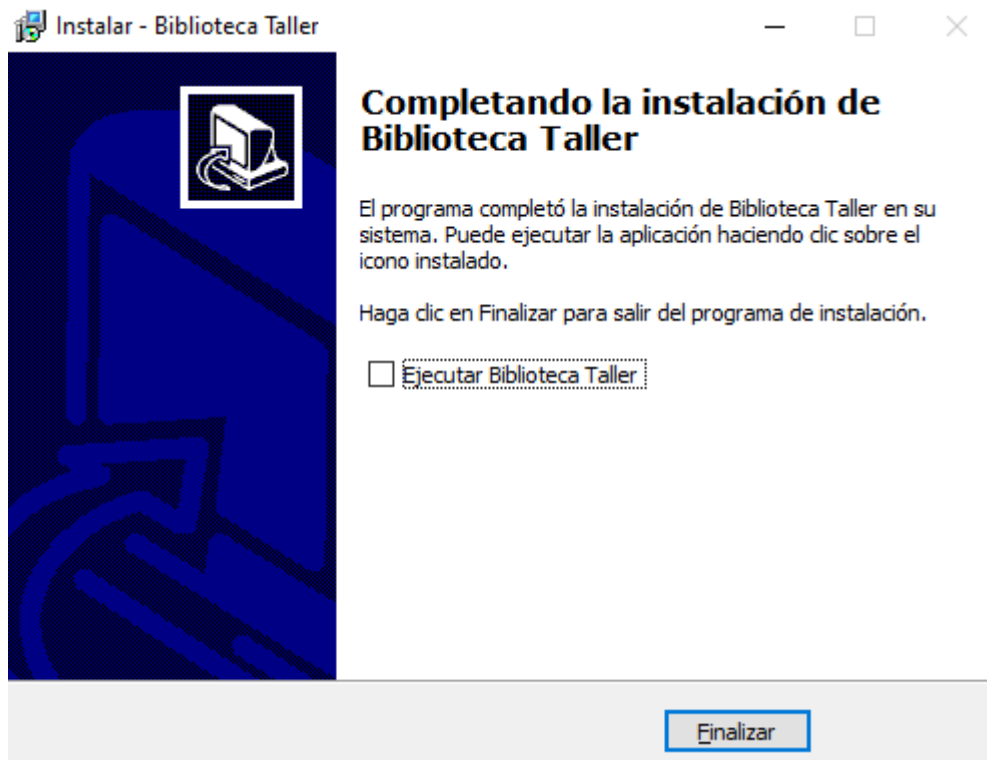 Instalar - Biblioteca Taller
Completando la instalación de
Biblioteca Taller
El programa completó la instalación de Biblioteca Taller en su
sistema. Puede ejecutar la aplicación haciendo clic sobre el
icono instalado.
Haga clic en Finalizar para salir del programa de instalación.
Ejecutar Biblioteca Taller
Finalizar